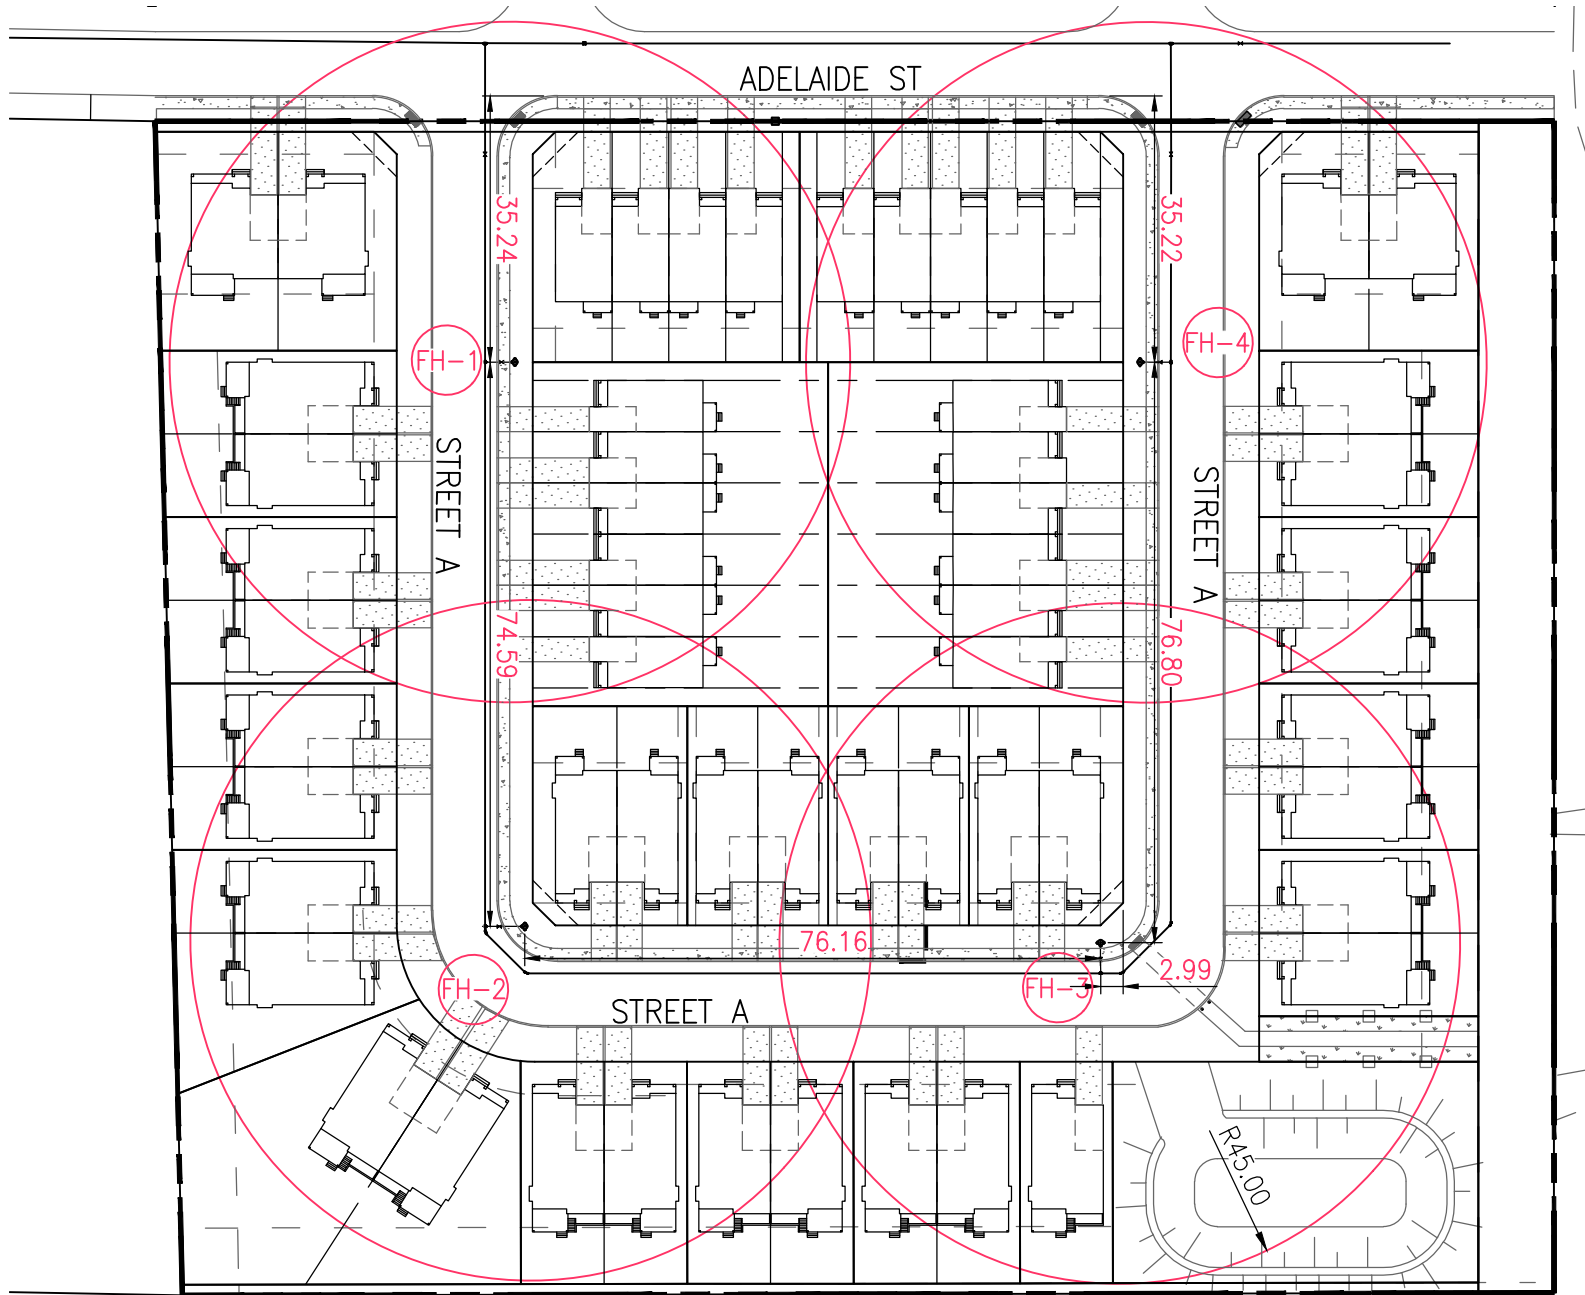 ADELAIDE ST
35.24
35.22
FH-1
FH-4
STREET A
STREET A
74.59
76.80
76.16
2.99
FH-2
FH-3
STREET A
R45.00